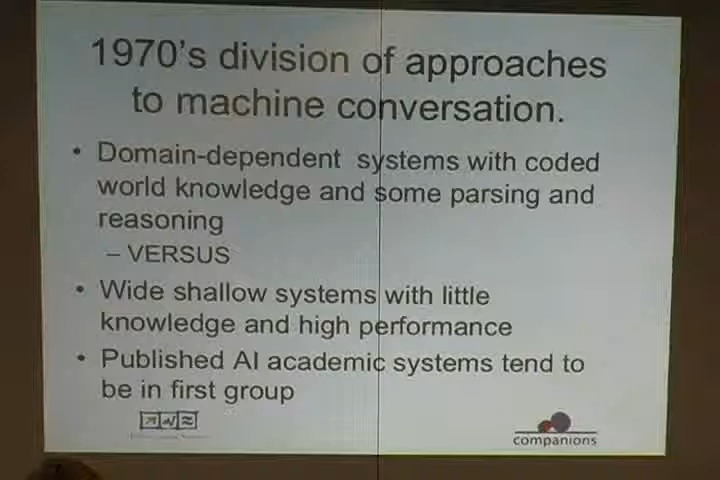 1970's division of approaches
to machine conversation.
• Domain-dependent systems with coded
world knowledge and some parsing and
reasoning
– VERSUS
• Wide shallow systems with little
knowledge and high performance
• Published AI academic systems tend to
be in first group
companions